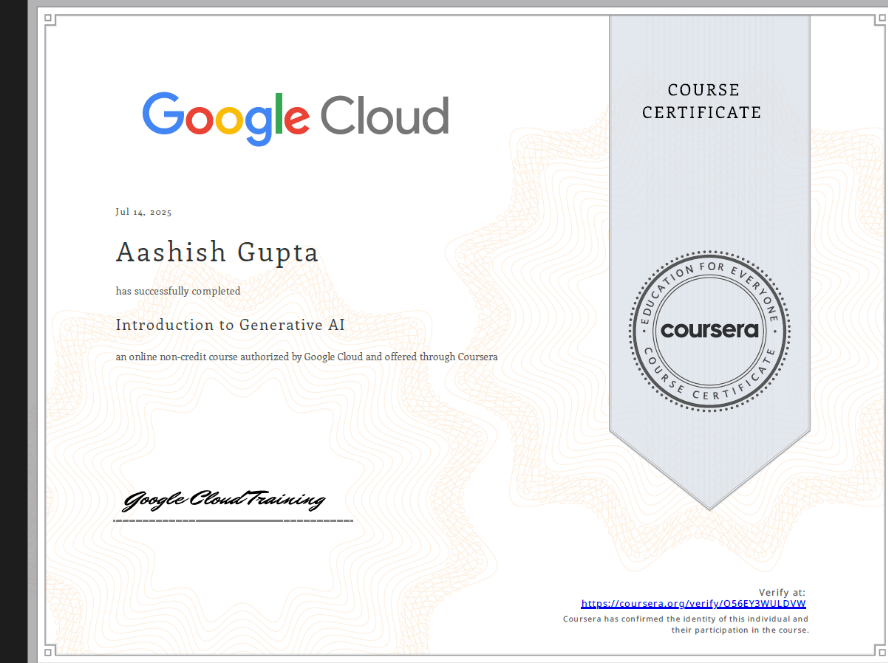 Google Cloud
COURSE
CERTIFICATE
Jul 14, 2025
Aashish Gupta
has successfully completed
Introduction to Generative AI
an online non-credit course authorized by Google Cloud and offered through Coursera
EDUCATION FOR EVERYONE
coursera
COURSE CERTIFICATE
Google Cloud Training
Verify at:
https://coursera.org/verify/O56EY3WULDVW
Coursera has confirmed the identity of this individual and
their participation in the course.